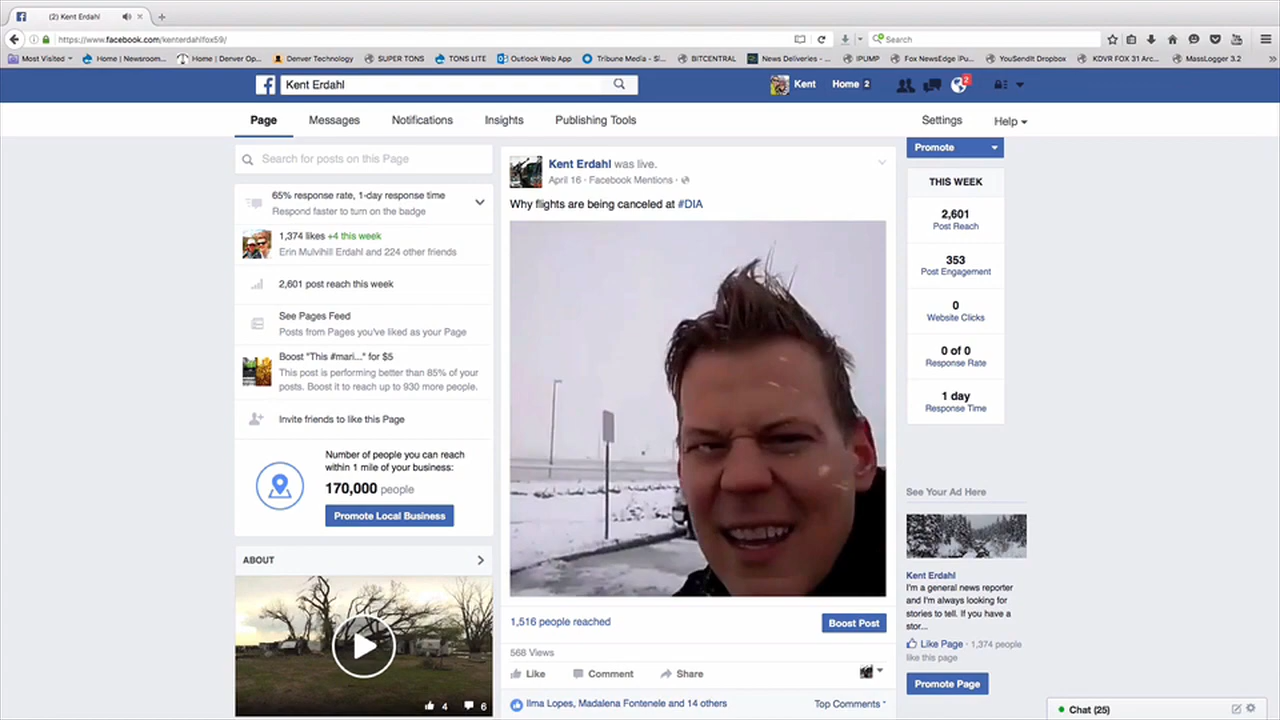 (2) Kent Erdahl
https://www.facebook.com/kenterdahlfox59/
Search
Most Visited
Home | Newsroom...
Home | Denver Op...
Denver Technology
SUPER TONS
TONS LITE
Outlook Web App
Tribune Media - Si...
BITCENTRAL
News Deliveries - ...
IPUMP
Fox NewsEdge iPu...
YouSendIt Dropbox
KDVR FOX 31 Arc...
MassLogger 3.2
Kent Erdahl
Kent
Home 2
2
Page
Messages
Notifications
Insights
Publishing Tools
Settings
Help
Search for posts on this Page
65% response rate, 1-day response time
Respond faster to turn on the badge
1,374 likes +4 this week
Erin Mulvihill Erdahl and 224 other friends
2,601 post reach this week
See Pages Feed
Posts from Pages you've liked as your Page
Boost "This #mari..." for $5
This post is performing better than 85% of your
posts. Boost it to reach up to 930 more people.
Invite friends to like this Page
Number of people you can reach
within 1 mile of your business:
170,000 people
Promote Local Business
ABOUT
4
6
Kent Erdahl was live.
April 16 · Facebook Mentions ·
Why flights are being canceled at #DIA
1,516 people reached
Boost Post
568 Views
Like
Comment
Share
Ilma Lopes, Madalena Fontenele and 14 others
Top Comments
Promote
THIS WEEK
2,601
Post Reach
353
Post Engagement
0
Website Clicks
0 of 0
Response Rate
1 day
Response Time
See Your Ad Here
Kent Erdahl
I'm a general news reporter
and I'm always looking for
stories to tell. If you have a
stor...
Like Page · 1,374 people
like this page
Promote Page
Chat (25)